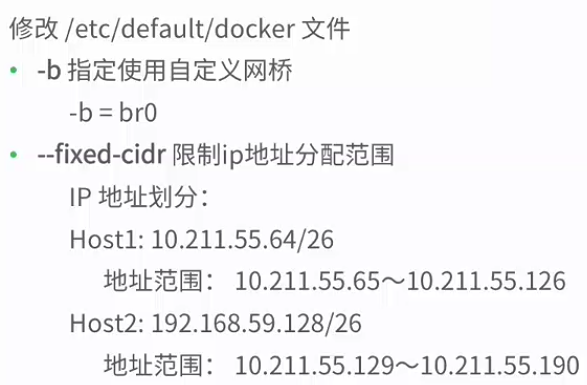 修改 /etc/default/docker 文件
• -b 指定使用自定义网桥
-b = br0
• --fixed-cidr 限制ip地址分配范围
IP 地址划分：
Host1: 10.211.55.64/26
地址范围： 10.211.55.65～10.211.55.126
Host2: 192.168.59.128/26
地址范围： 10.211.55.129～10.211.55.190